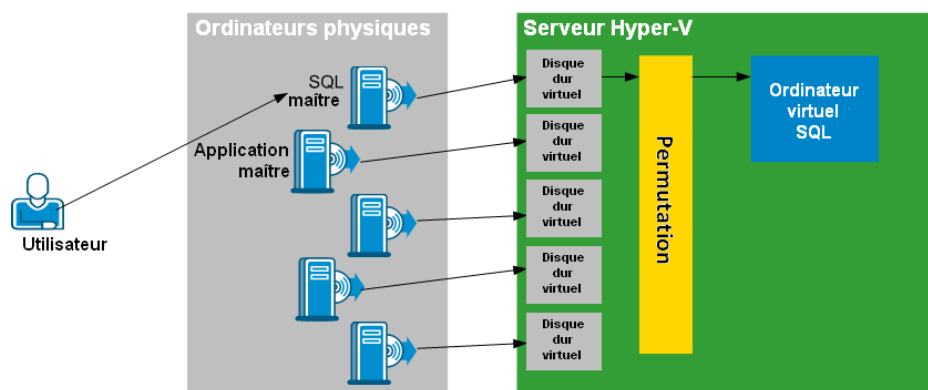 Ordinateurs physiques
Serveur Hyper-V
SQL
maître
Application
maître
Utilisateur
Disque
dur
virtuel
Disque
dur
virtuel
Disque
dur
virtuel
Disque
dur
virtuel
Disque
dur
virtuel
Permutation
Ordinateur
virtuel
SQL